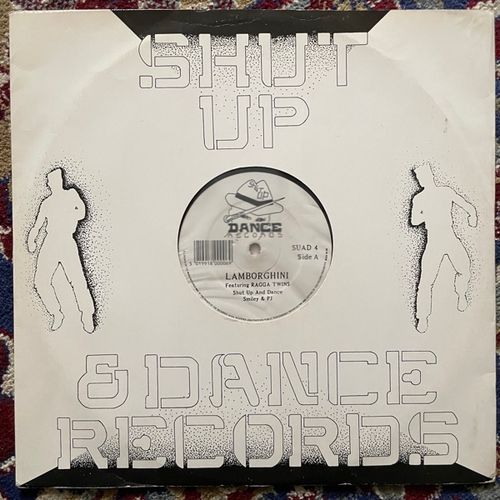 SHUT
UP
SHUT UP
DANCE
RECORDS
SUAD 4
Side A
LAMBORGHINI
Featuring RAGGA TWINS
Shut Up And Dance
Smiley & PJ
& DANCE
RECORDS